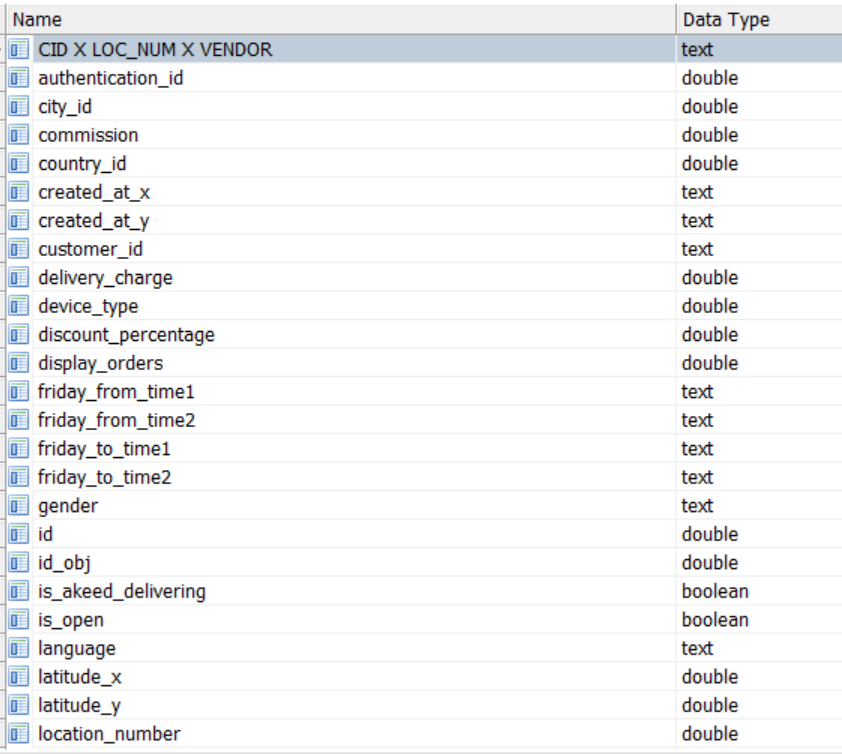 Name Data Type
CID X LOC_NUM X VENDOR text
authentication_id double
city_id double
commission double
country_id double
created_at_x text
created_at_y text
customer_id text
delivery_charge double
device_type double
discount_percentage double
display_orders double
friday_from_time1 text
friday_from_time2 text
friday_to_time1 text
friday_to_time2 text
gender text
id double
id_obj double
is_akeed_delivering boolean
is_open boolean
language text
latitude_x double
latitude_y double
location_number double